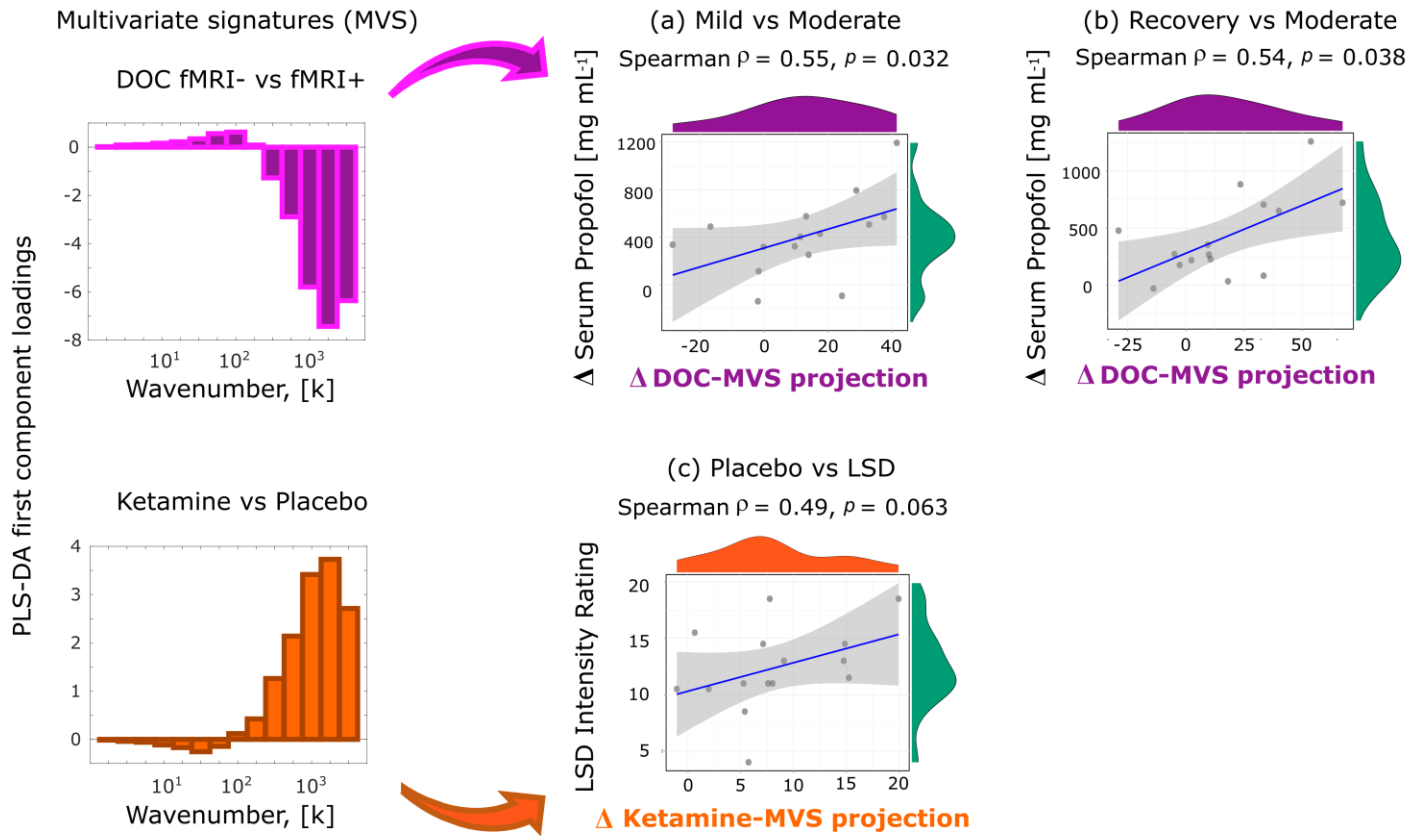 Multivariate signatures (MVS)
DOC fMRI- vs fMRI+
PLS-DA first component loadings
0
-2
-4
-6
-8
10¹ 10² 10³
Wavenumber, [k]
(a) Mild vs Moderate
Spearman ρ = 0.55, p = 0.032
Δ Serum Propofol [mg mL⁻¹]
1200
800
400
0
-20 0 20 40
Δ DOC-MVS projection
(b) Recovery vs Moderate
Spearman ρ = 0.54, p = 0.038
Δ Serum Propofol [mg mL⁻¹]
1000
500
0
-25 0 25 50
Δ DOC-MVS projection
Ketamine vs Placebo
4
3
2
1
0
10¹ 10² 10³
Wavenumber, [k]
(c) Placebo vs LSD
Spearman ρ = 0.49, p = 0.063
LSD Intensity Rating
20
15
10
5
0 5 10 15 20
Δ Ketamine-MVS projection